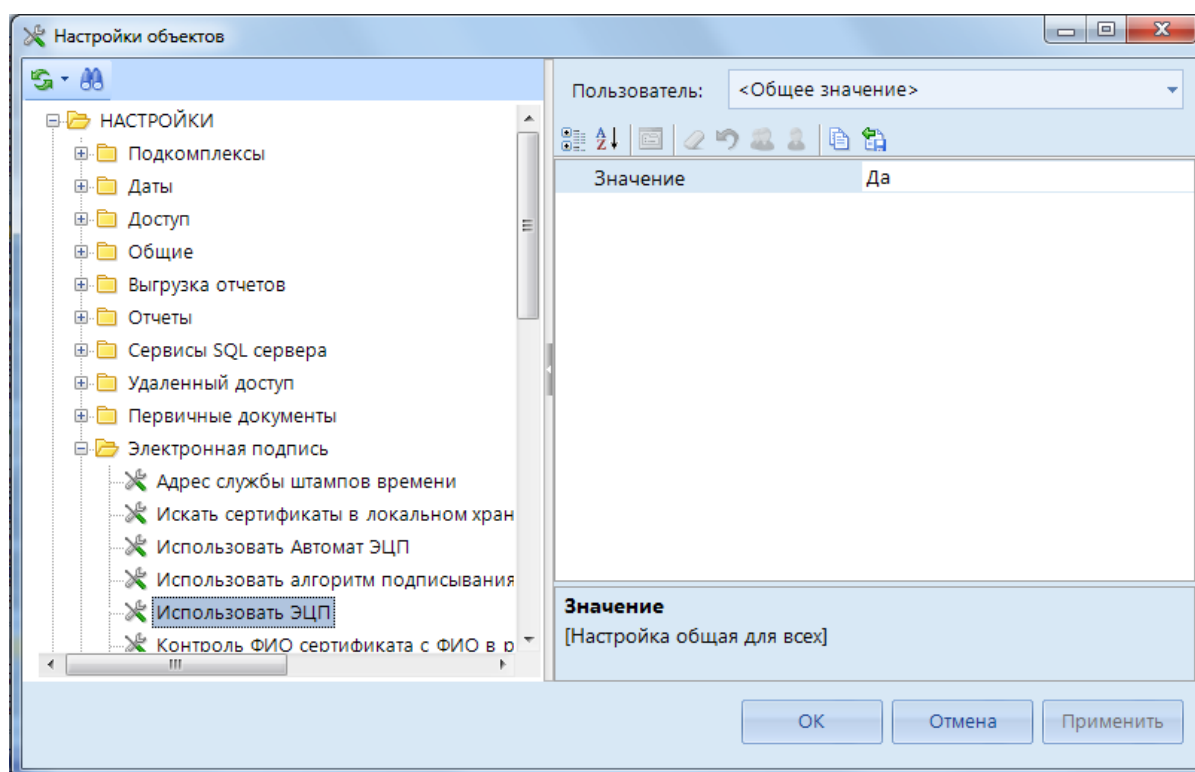 Настройки объектов
НАСТРОЙКИ
Подкомплексы
Даты
Доступ
Общие
Выгрузка отчетов
Отчеты
Сервисы SQL сервера
Удаленный доступ
Первичные документы
Электронная подпись
Адрес службы штампов времени
Искать сертификаты в локальном хран
Использовать Автомат ЭЦП
Использовать алгоритм подписывания
Использовать ЭЦП
Контроль ФИО сертификата с ФИО в р
Пользователь: <Общее значение>
Значение Да
Значение
[Настройка общая для всех]
ОК Отмена Применить